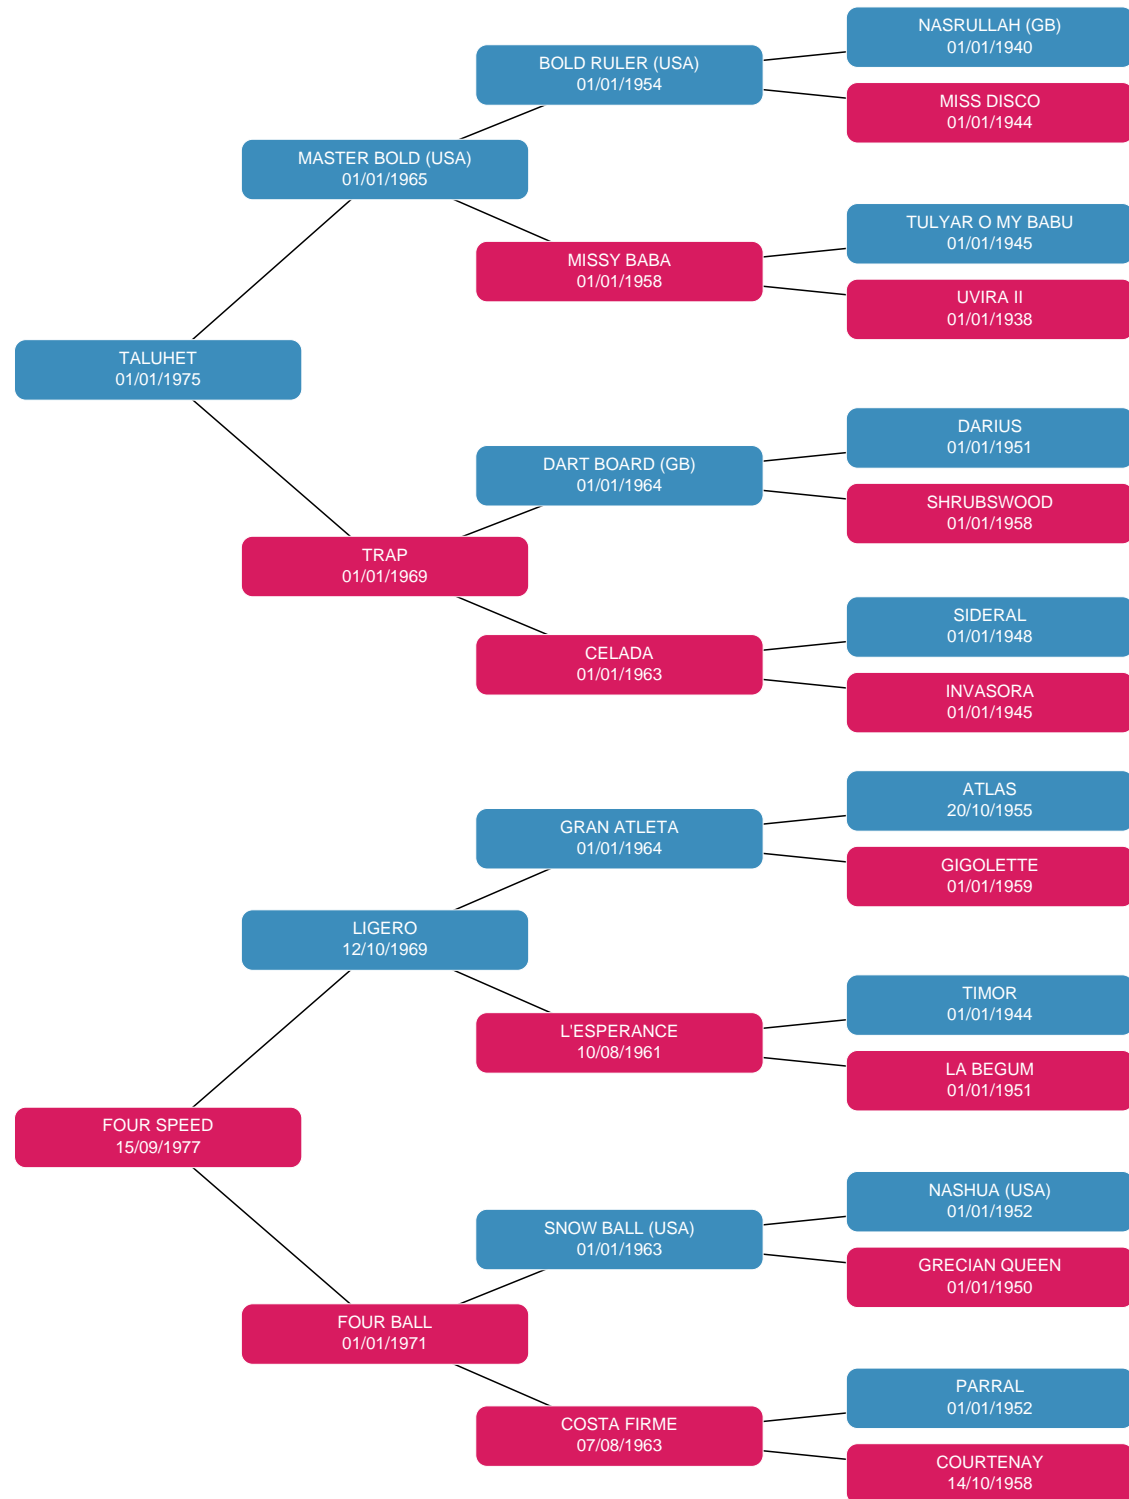 NASRULLAH (GB)
01/01/1940
BOLD RULER (USA)
01/01/1954
MISS DISCO
01/01/1944
MASTER BOLD (USA)
01/01/1965
TULYAR O MY BABU
01/01/1945
MISSY BABA
01/01/1958
UVIRA II
01/01/1938
TALUHET
01/01/1975
DARIUS
01/01/1951
DART BOARD (GB)
01/01/1964
SHRUBSWOOD
01/01/1958
TRAP
01/01/1969
SIDERAL
01/01/1948
CELADA
01/01/1963
INVASORA
01/01/1945
ATLAS
20/10/1955
GRAN ATLETA
01/01/1964
GIGOLETTE
01/01/1959
LIGERO
12/10/1969
TIMOR
01/01/1944
L'ESPERANCE
10/08/1961
LA BEGUM
01/01/1951
FOUR SPEED
15/09/1977
NASHUA (USA)
01/01/1952
SNOW BALL (USA)
01/01/1963
GRECIAN QUEEN
01/01/1950
FOUR BALL
01/01/1971
PARRAL
01/01/1952
COSTA FIRME
07/08/1963
COURTENAY
14/10/1958